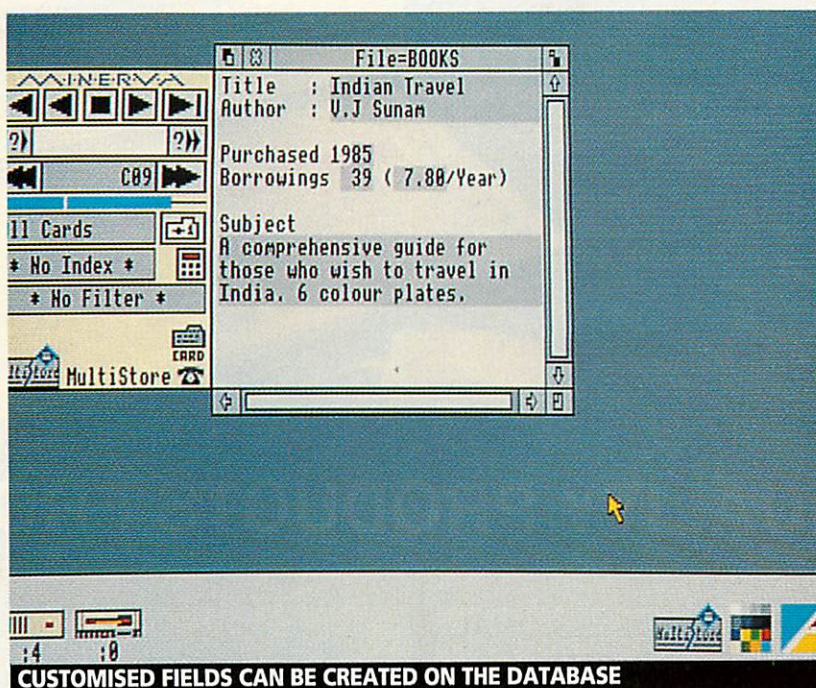 File=BOOKS
MINERVA
Title : Indian Travel
Author : V.J Sunam
?
?
C09
Purchased 1985
Borrowings 39 ( 7.80/Year)
11 Cards
* No Index *
* No Filter *
Subject
A comprehensive guide for
those who wish to travel in
India. 6 colour plates.
CARD
MultiStore
:4
:0
MultiStore
CUSTOMISED FIELDS CAN BE CREATED ON THE DATABASE